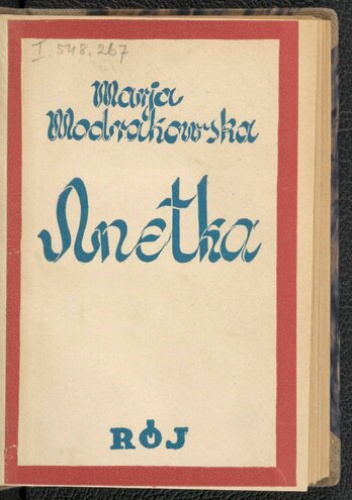 I 548.267
Marja
Modrakowska
Anetka
RÓJ